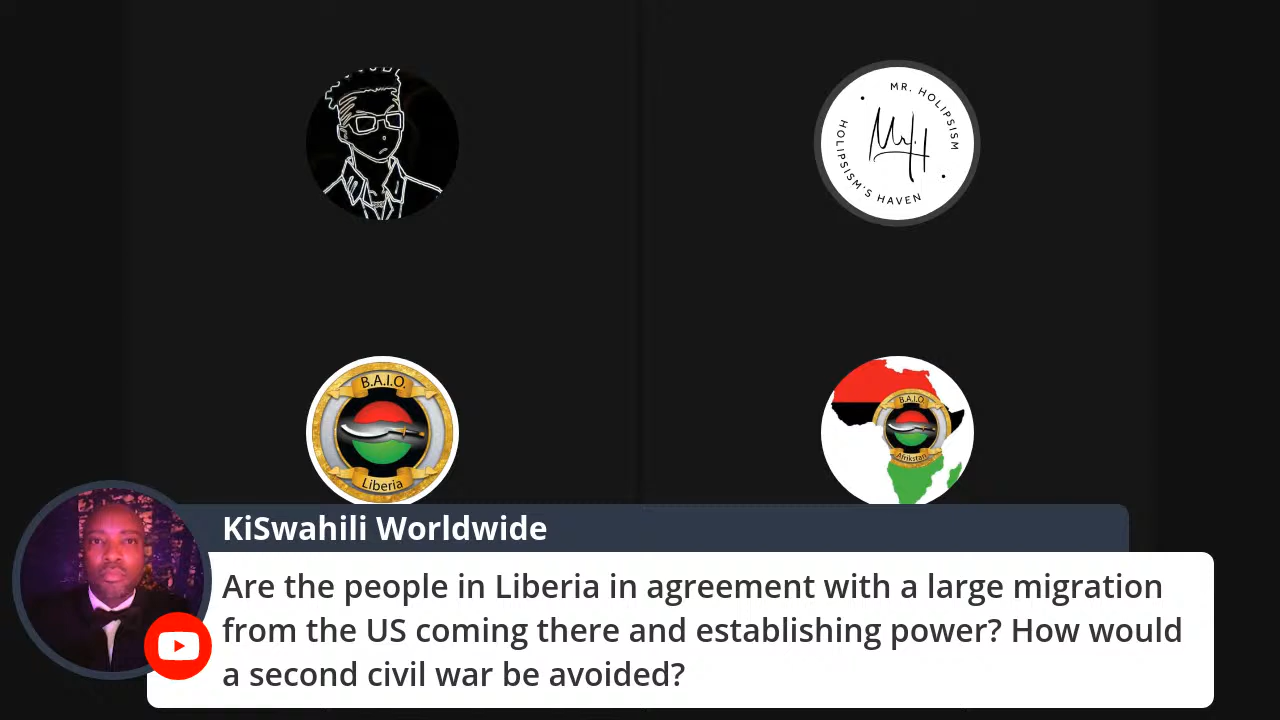 MR. HOLIPSISM
Mr.H
HOLIPSISM'S HAVEN
B.A.I.O.
Liberia
B.A.I.O.
Afrikstan
KiSwahili Worldwide
Are the people in Liberia in agreement with a large migration
from the US coming there and establishing power? How would
a second civil war be avoided?